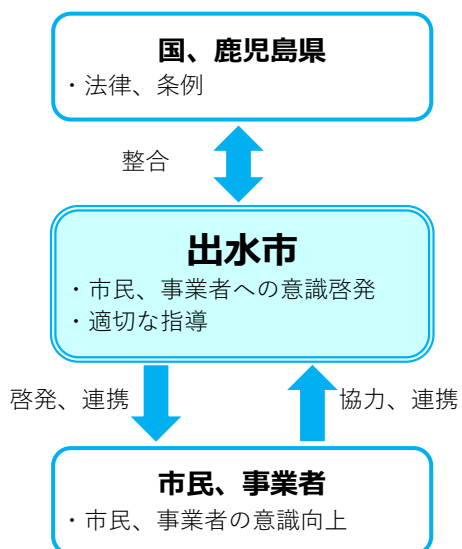 国、鹿児島県
・法律、条例
整合
出水市
・市民、事業者への意識啓発
・適切な指導
啓発、連携
協力、連携
市民、事業者
・市民、事業者の意識向上